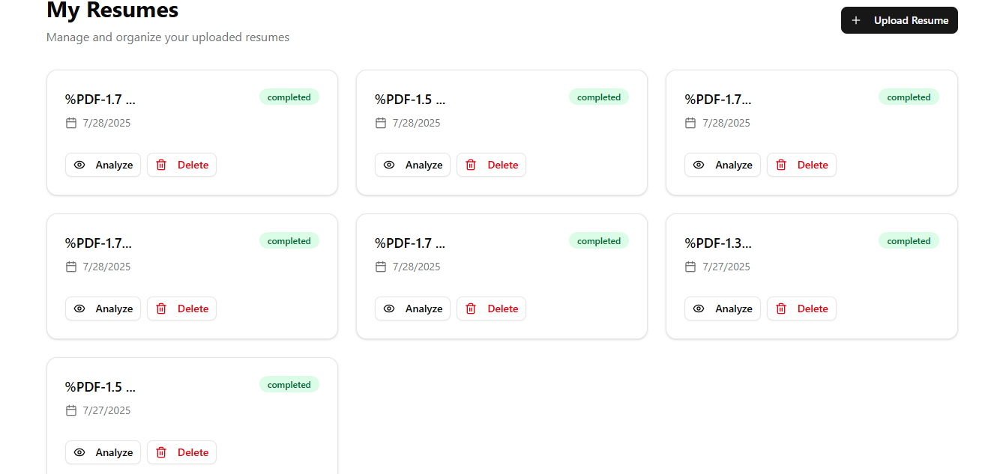 My Resumes
Manage and organize your uploaded resumes
Upload Resume
%PDF-1.7 ...
completed
7/28/2025
Analyze
Delete
%PDF-1.5 ...
completed
7/28/2025
Analyze
Delete
%PDF-1.7...
completed
7/28/2025
Analyze
Delete
%PDF-1.7...
completed
7/28/2025
Analyze
Delete
%PDF-1.7 ...
completed
7/28/2025
Analyze
Delete
%PDF-1.3...
completed
7/27/2025
Analyze
Delete
%PDF-1.5 ...
completed
7/27/2025
Analyze
Delete